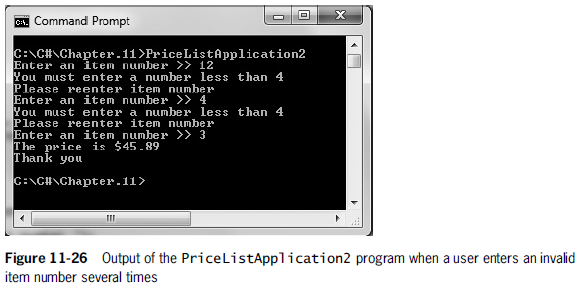 Command Prompt
C:\C#\Chapter.11>PriceListApplication2
Enter an item number >> 12
You must enter a number less than 4
Please reenter item number
Enter an item number >> 4
You must enter a number less than 4
Please reenter item number
Enter an item number >> 3
The price is $45.89
Thank you
C:\C#\Chapter.11>
Figure 11-26 Output of the PriceListApplication2 program when a user enters an invalid
item number several times